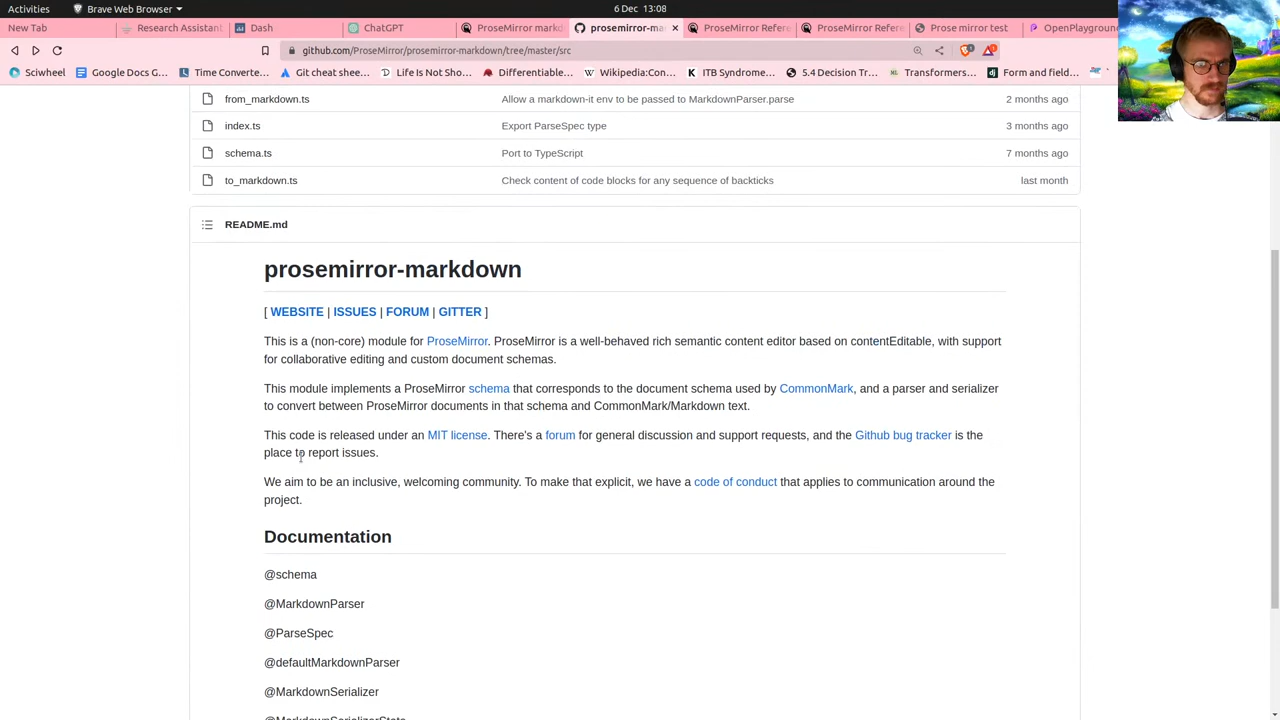 Activities
Brave Web Browser
6 Dec 13:08
New Tab
Research Assistant
Dash
ChatGPT
ProseMirror markd
prosemirror-ma
ProseMirror Refere
ProseMirror Refere
Prose mirror test
OpenPlayground
github.com/ProseMirror/prosemirror-markdown/tree/master/src
Sciwheel
Google Docs G...
Time Converte...
Git cheat shee...
Life Is Not Sho...
Differentiable...
Wikipedia:Con...
ITB Syndrome...
5.4 Decision Tr...
Transformers...
Form and field...
from_markdown.ts
Allow a markdown-it env to be passed to MarkdownParser.parse
2 months ago
index.ts
Export ParseSpec type
3 months ago
schema.ts
Port to TypeScript
7 months ago
to_markdown.ts
Check content of code blocks for any sequence of backticks
last month
README.md
prosemirror-markdown
[ WEBSITE | ISSUES | FORUM | GITTER ]
This is a (non-core) module for ProseMirror. ProseMirror is a well-behaved rich semantic content editor based on contentEditable, with support
for collaborative editing and custom document schemas.
This module implements a ProseMirror schema that corresponds to the document schema used by CommonMark, and a parser and serializer
to convert between ProseMirror documents in that schema and CommonMark/Markdown text.
This code is released under an MIT license. There's a forum for general discussion and support requests, and the Github bug tracker is the
place to report issues.
We aim to be an inclusive, welcoming community. To make that explicit, we have a code of conduct that applies to communication around the
project.
Documentation
@schema
@MarkdownParser
@ParseSpec
@defaultMarkdownParser
@MarkdownSerializer
@MarkdownSerializerState